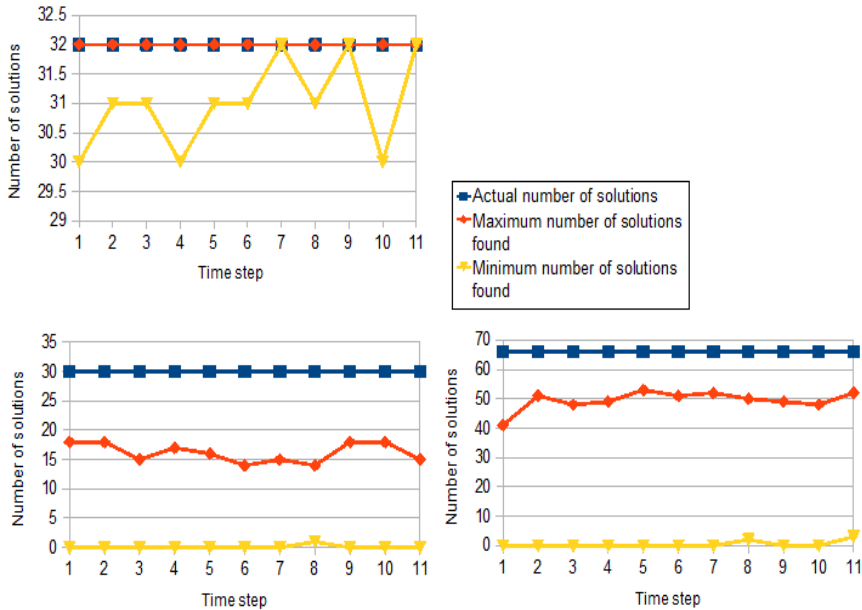 32.5
32
31.5
31
30.5
30
29.5
29
Number of solutions
1 2 3 4 5 6 7 8 9 10 11
Time step
Actual number of solutions
Maximum number of solutions
found
Minimum number of solutions
found
35
30
25
20
15
10
5
0
Number of solutions
1 2 3 4 5 6 7 8 9 10 11
Time step
70
60
50
40
30
20
10
0
Number of solutions
1 2 3 4 5 6 7 8 9 10 11
Time step